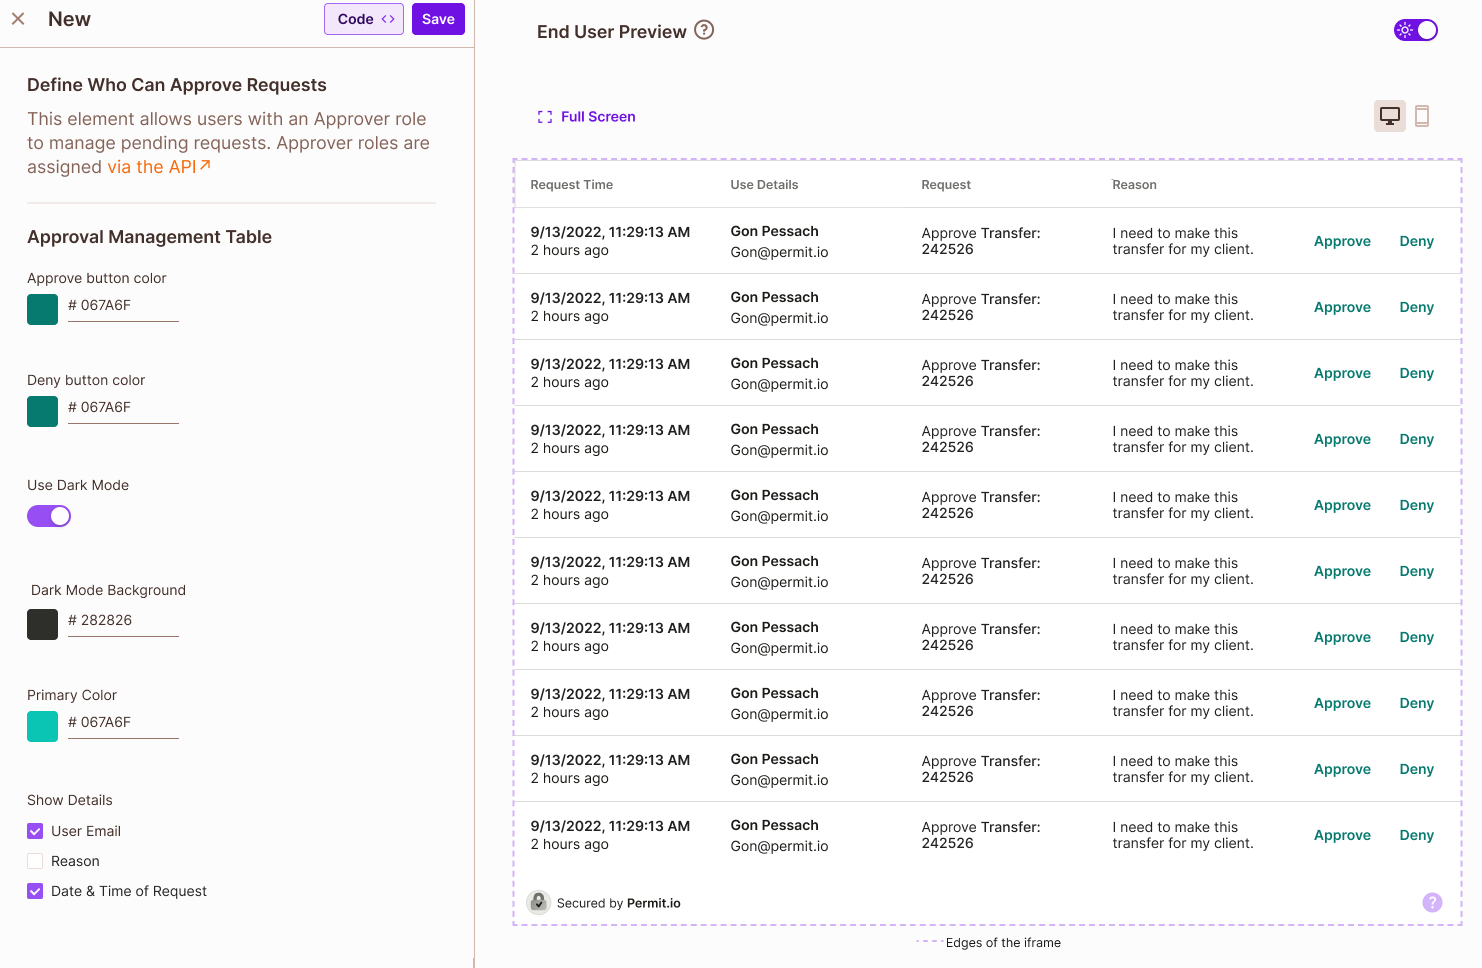 New
Code <>
Save
Define Who Can Approve Requests
This element allows users with an Approver role
to manage pending requests. Approver roles are
assigned via the API
Approval Management Table
Approve button color
# 067A6F
Deny button color
# 067A6F
Use Dark Mode
Dark Mode Background
# 282826
Primary Color
# 067A6F
Show Details
User Email
Reason
Date & Time of Request
End User Preview ?
Full Screen
Request Time Use Details Request Reason
9/13/2022, 11:29:13 AM Gon Pessach Approve Transfer: I need to make this Approve Deny
2 hours ago Gon@permit.io 242526 transfer for my client.
9/13/2022, 11:29:13 AM Gon Pessach Approve Transfer: I need to make this Approve Deny
2 hours ago Gon@permit.io 242526 transfer for my client.
9/13/2022, 11:29:13 AM Gon Pessach Approve Transfer: I need to make this Approve Deny
2 hours ago Gon@permit.io 242526 transfer for my client.
9/13/2022, 11:29:13 AM Gon Pessach Approve Transfer: I need to make this Approve Deny
2 hours ago Gon@permit.io 242526 transfer for my client.
9/13/2022, 11:29:13 AM Gon Pessach Approve Transfer: I need to make this Approve Deny
2 hours ago Gon@permit.io 242526 transfer for my client.
9/13/2022, 11:29:13 AM Gon Pessach Approve Transfer: I need to make this Approve Deny
2 hours ago Gon@permit.io 242526 transfer for my client.
9/13/2022, 11:29:13 AM Gon Pessach Approve Transfer: I need to make this Approve Deny
2 hours ago Gon@permit.io 242526 transfer for my client.
9/13/2022, 11:29:13 AM Gon Pessach Approve Transfer: I need to make this Approve Deny
2 hours ago Gon@permit.io 242526 transfer for my client.
9/13/2022, 11:29:13 AM Gon Pessach Approve Transfer: I need to make this Approve Deny
2 hours ago Gon@permit.io 242526 transfer for my client.
9/13/2022, 11:29:13 AM Gon Pessach Approve Transfer: I need to make this Approve Deny
2 hours ago Gon@permit.io 242526 transfer for my client.
Secured by Permit.io ?
Edges of the iframe